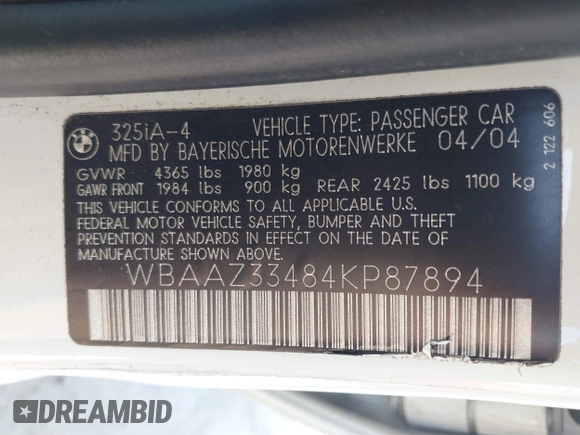 BMW
325iA-4 VEHICLE TYPE: PASSENGER CAR
MFD BY BAYERISCHE MOTORENWERKE 04/04
GVWR 4365 lbs 1980 kg
GAWR FRONT 1984 lbs 900 kg REAR 2425 lbs 1100 kg
THIS VEHICLE CONFORMS TO ALL APPLICABLE U.S.
FEDERAL MOTOR VEHICLE SAFETY, BUMPER AND THEFT
PREVENTION STANDARDS IN EFFECT ON THE DATE OF
MANUFACTURE SHOWN ABOVE.
WBAAZ33484KP87894
2 122 606
DREAMBID